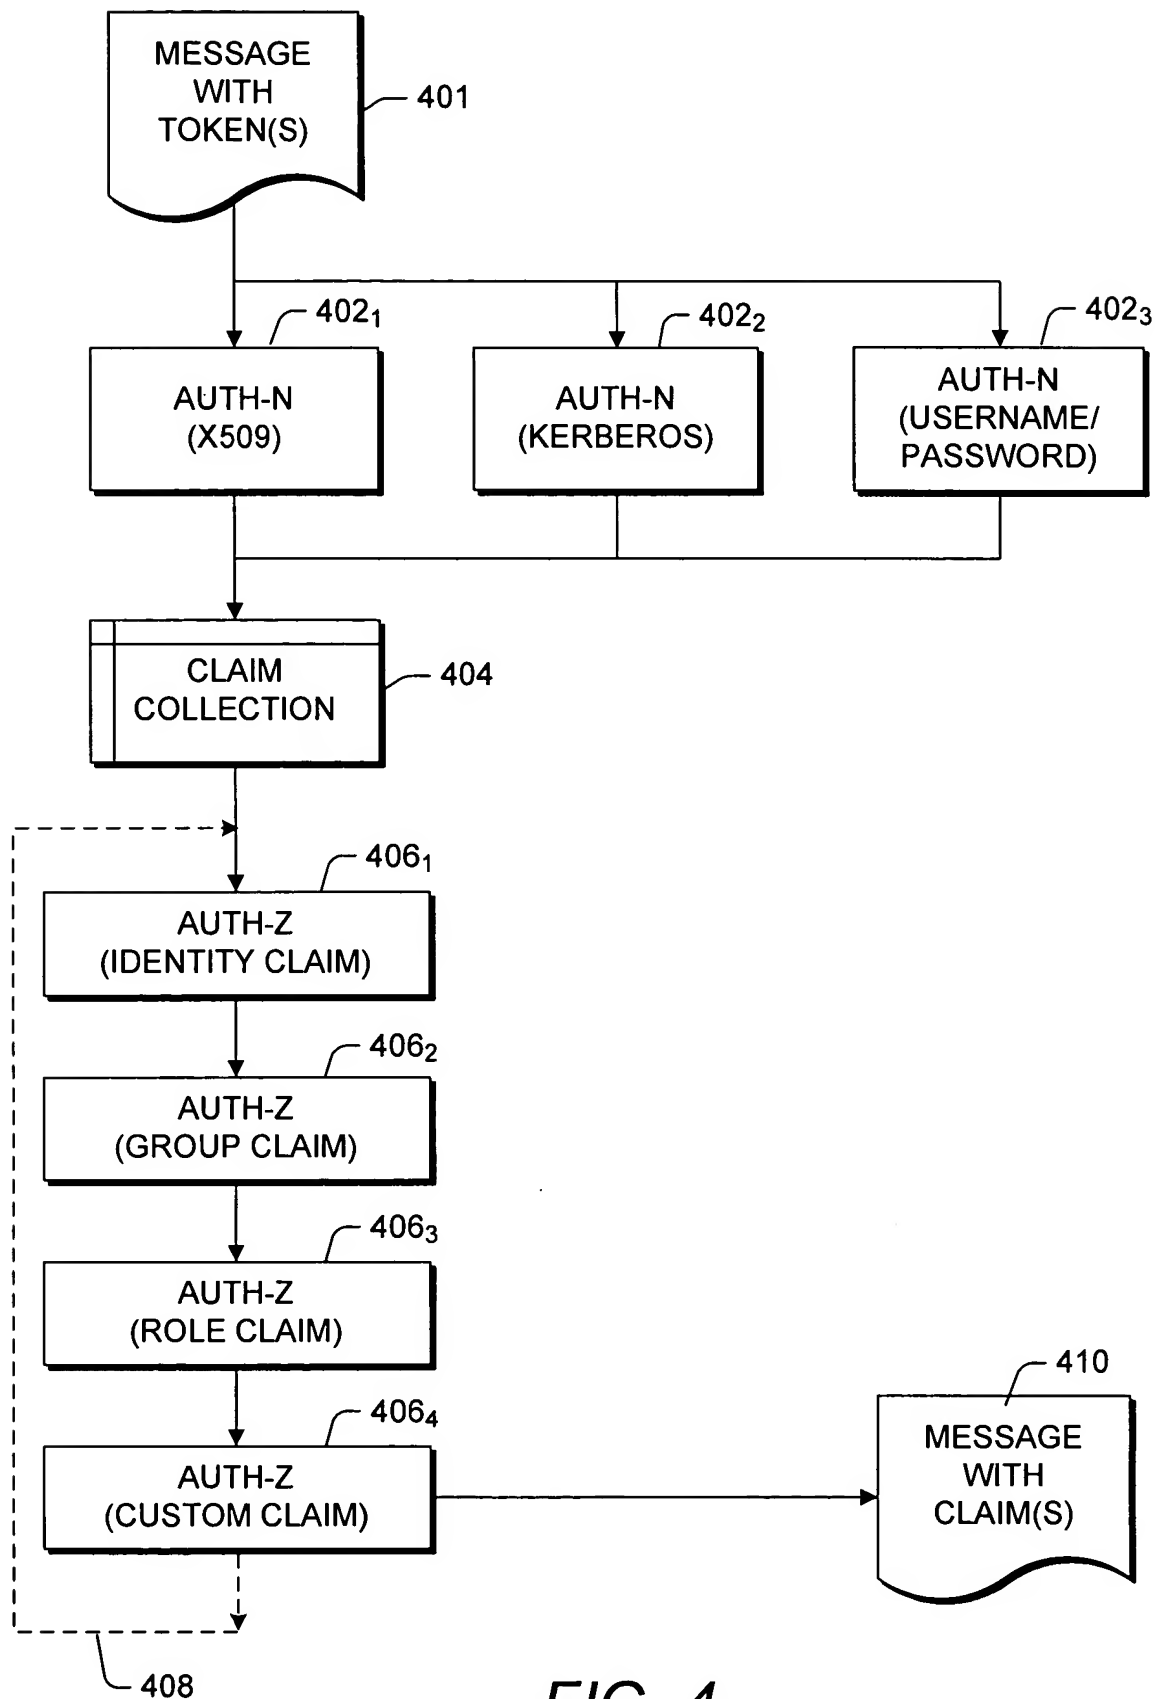 MESSAGE
WITH
TOKEN(S)
401
402₁
402₂
402₃
AUTH-N
(X509)
AUTH-N
(KERBEROS)
AUTH-N
(USERNAME/
PASSWORD)
CLAIM
COLLECTION
404
406₁
AUTH-Z
(IDENTITY CLAIM)
406₂
AUTH-Z
(GROUP CLAIM)
406₃
AUTH-Z
(ROLE CLAIM)
406₄
AUTH-Z
(CUSTOM CLAIM)
410
MESSAGE
WITH
CLAIM(S)
408
FIG. 4